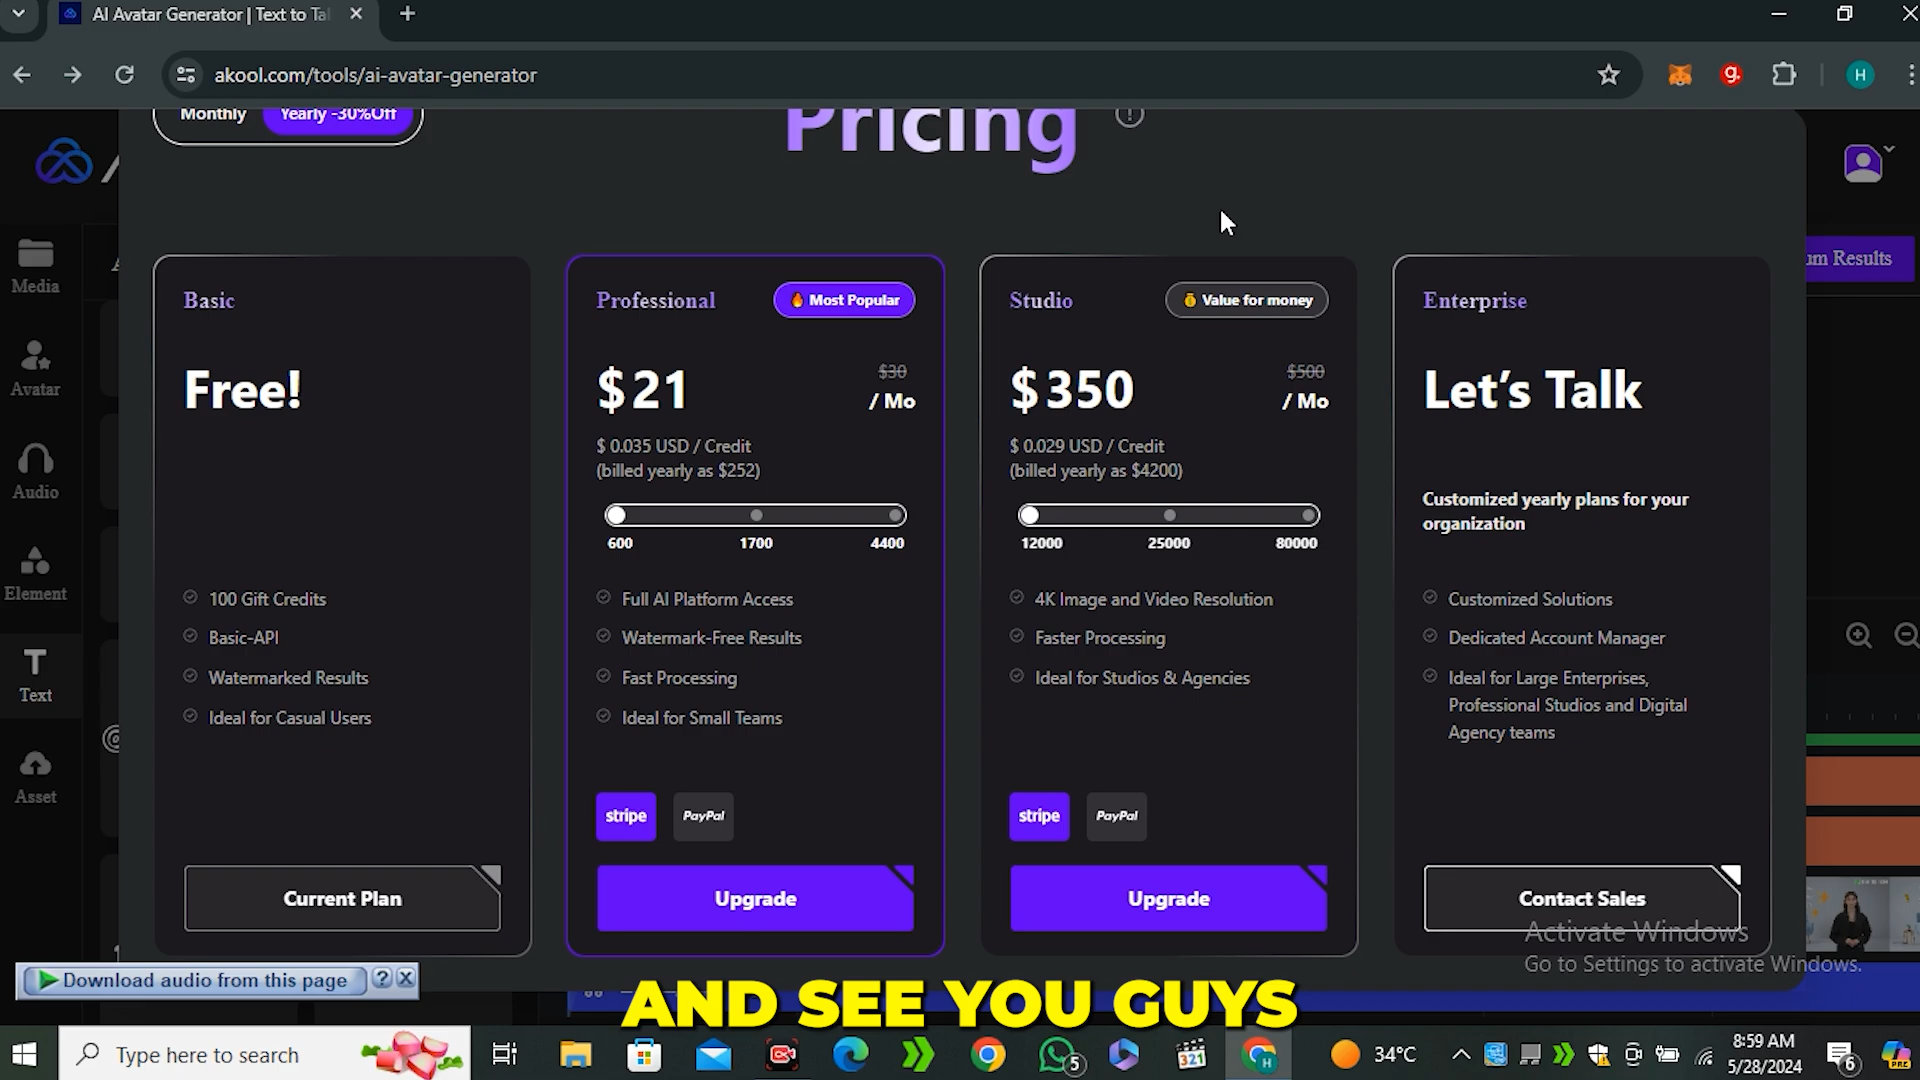 AI Avatar Generator | Text to Tal
akool.com/tools/ai-avatar-generator
g.
H
Monthly
Yearly -30%Off
Pricing
Basic
Free!
100 Gift Credits
Basic-API
Watermarked Results
Ideal for Casual Users
Current Plan
Professional
🔥 Most Popular
$21
$30
/ Mo
$ 0.035 USD / Credit
(billed yearly as $252)
600 1700 4400
Full AI Platform Access
Watermark-Free Results
Fast Processing
Ideal for Small Teams
stripe PayPal
Upgrade
Studio
💰 Value for money
$350
$500
/ Mo
$ 0.029 USD / Credit
(billed yearly as $4200)
12000 25000 80000
4K Image and Video Resolution
Faster Processing
Ideal for Studios & Agencies
stripe PayPal
Upgrade
Enterprise
Let's Talk
Customized yearly plans for your
organization
Customized Solutions
Dedicated Account Manager
Ideal for Large Enterprises,
Professional Studios and Digital
Agency teams
Contact Sales
um Results
Media
Avatar
Audio
Element
T
Text
Asset
Activate Windows
Go to Settings to activate Windows.
Download audio from this page ? X
AND SEE YOU GUYS
Type here to search
5
321
H
34°C
8:59 AM
5/28/2024
6
PRE